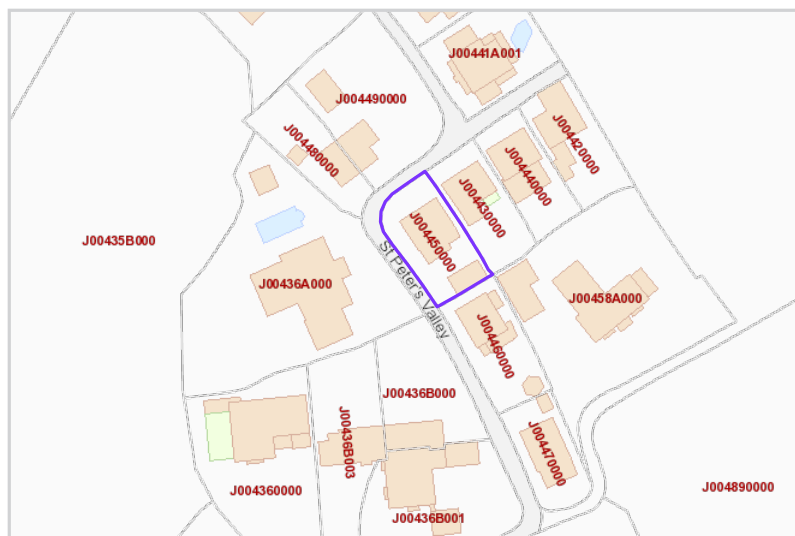 J00441A001
J004490000
J004420000
J004480000
J004440000
J004430000
J00435B000
J004450000
St Peter's Valley
J00436A000
J00458A000
J004460000
J00436B000
J00436B003
J004470000
J004360000
J004890000
J00436B001